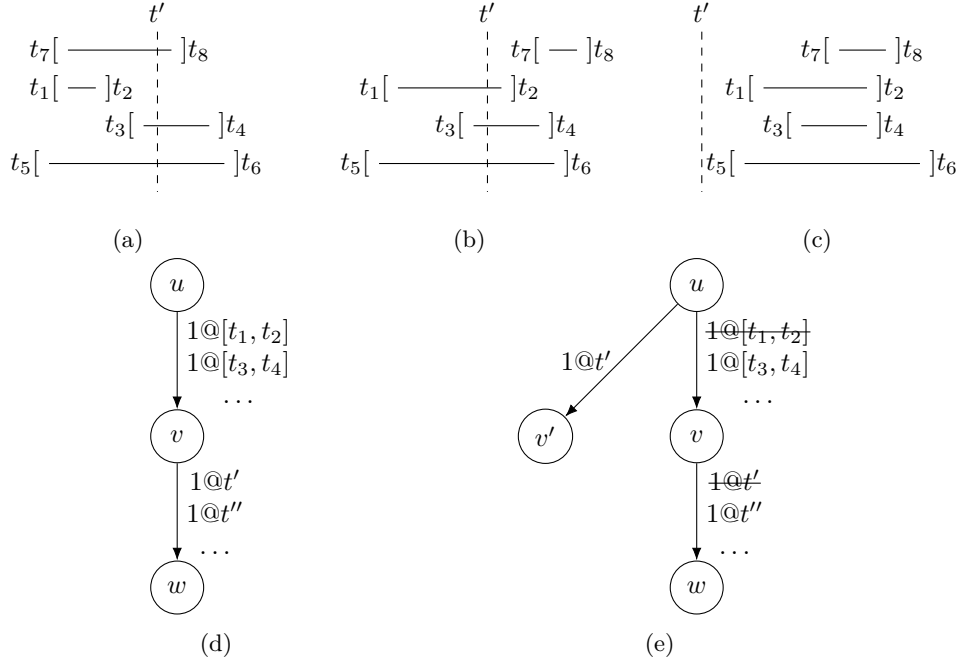 t′ t′ t′
t₇[ ]t₈ t₇[ ]t₈ t₇[ ]t₈
t₁[ ]t₂ t₁[ ]t₂ t₁[ ]t₂
t₃[ ]t₄ t₃[ ]t₄ t₃[ ]t₄
t₅[ ]t₆ t₅[ ]t₆ t₅[ ]t₆
(a) (b) (c)
u
1@[t₁, t₂]
1@[t₃, t₄]
...
v
1@t′
1@t″
...
w
(d)
u
1@t′
1@[t₁, t₂]
1@[t₃, t₄]
...
v′ v
1@t′
1@t″
...
w
(e)